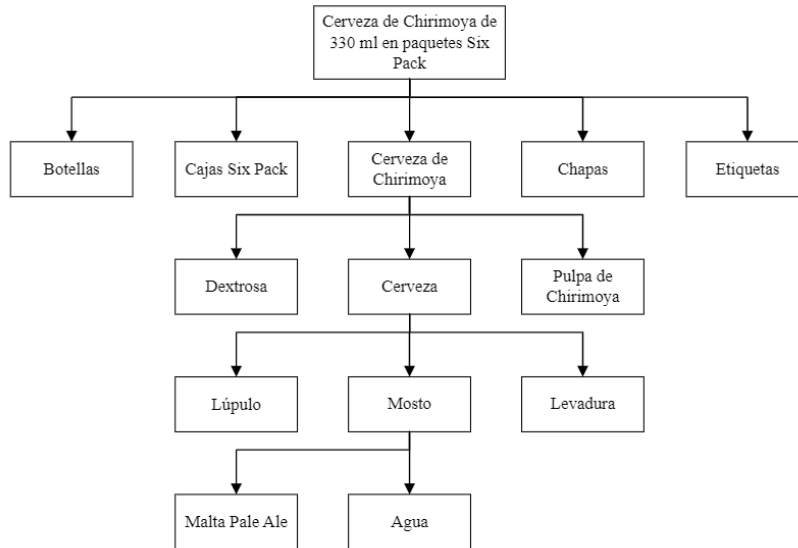 Cerveza de Chirimoya de
330 ml en paquetes Six
Pack
Botellas
Cajas Six Pack
Cerveza de
Chirimoya
Chapas
Etiquetas
Dextrosa
Cerveza
Pulpa de
Chirimoya
Lúpulo
Mosto
Levadura
Malta Pale Ale
Agua